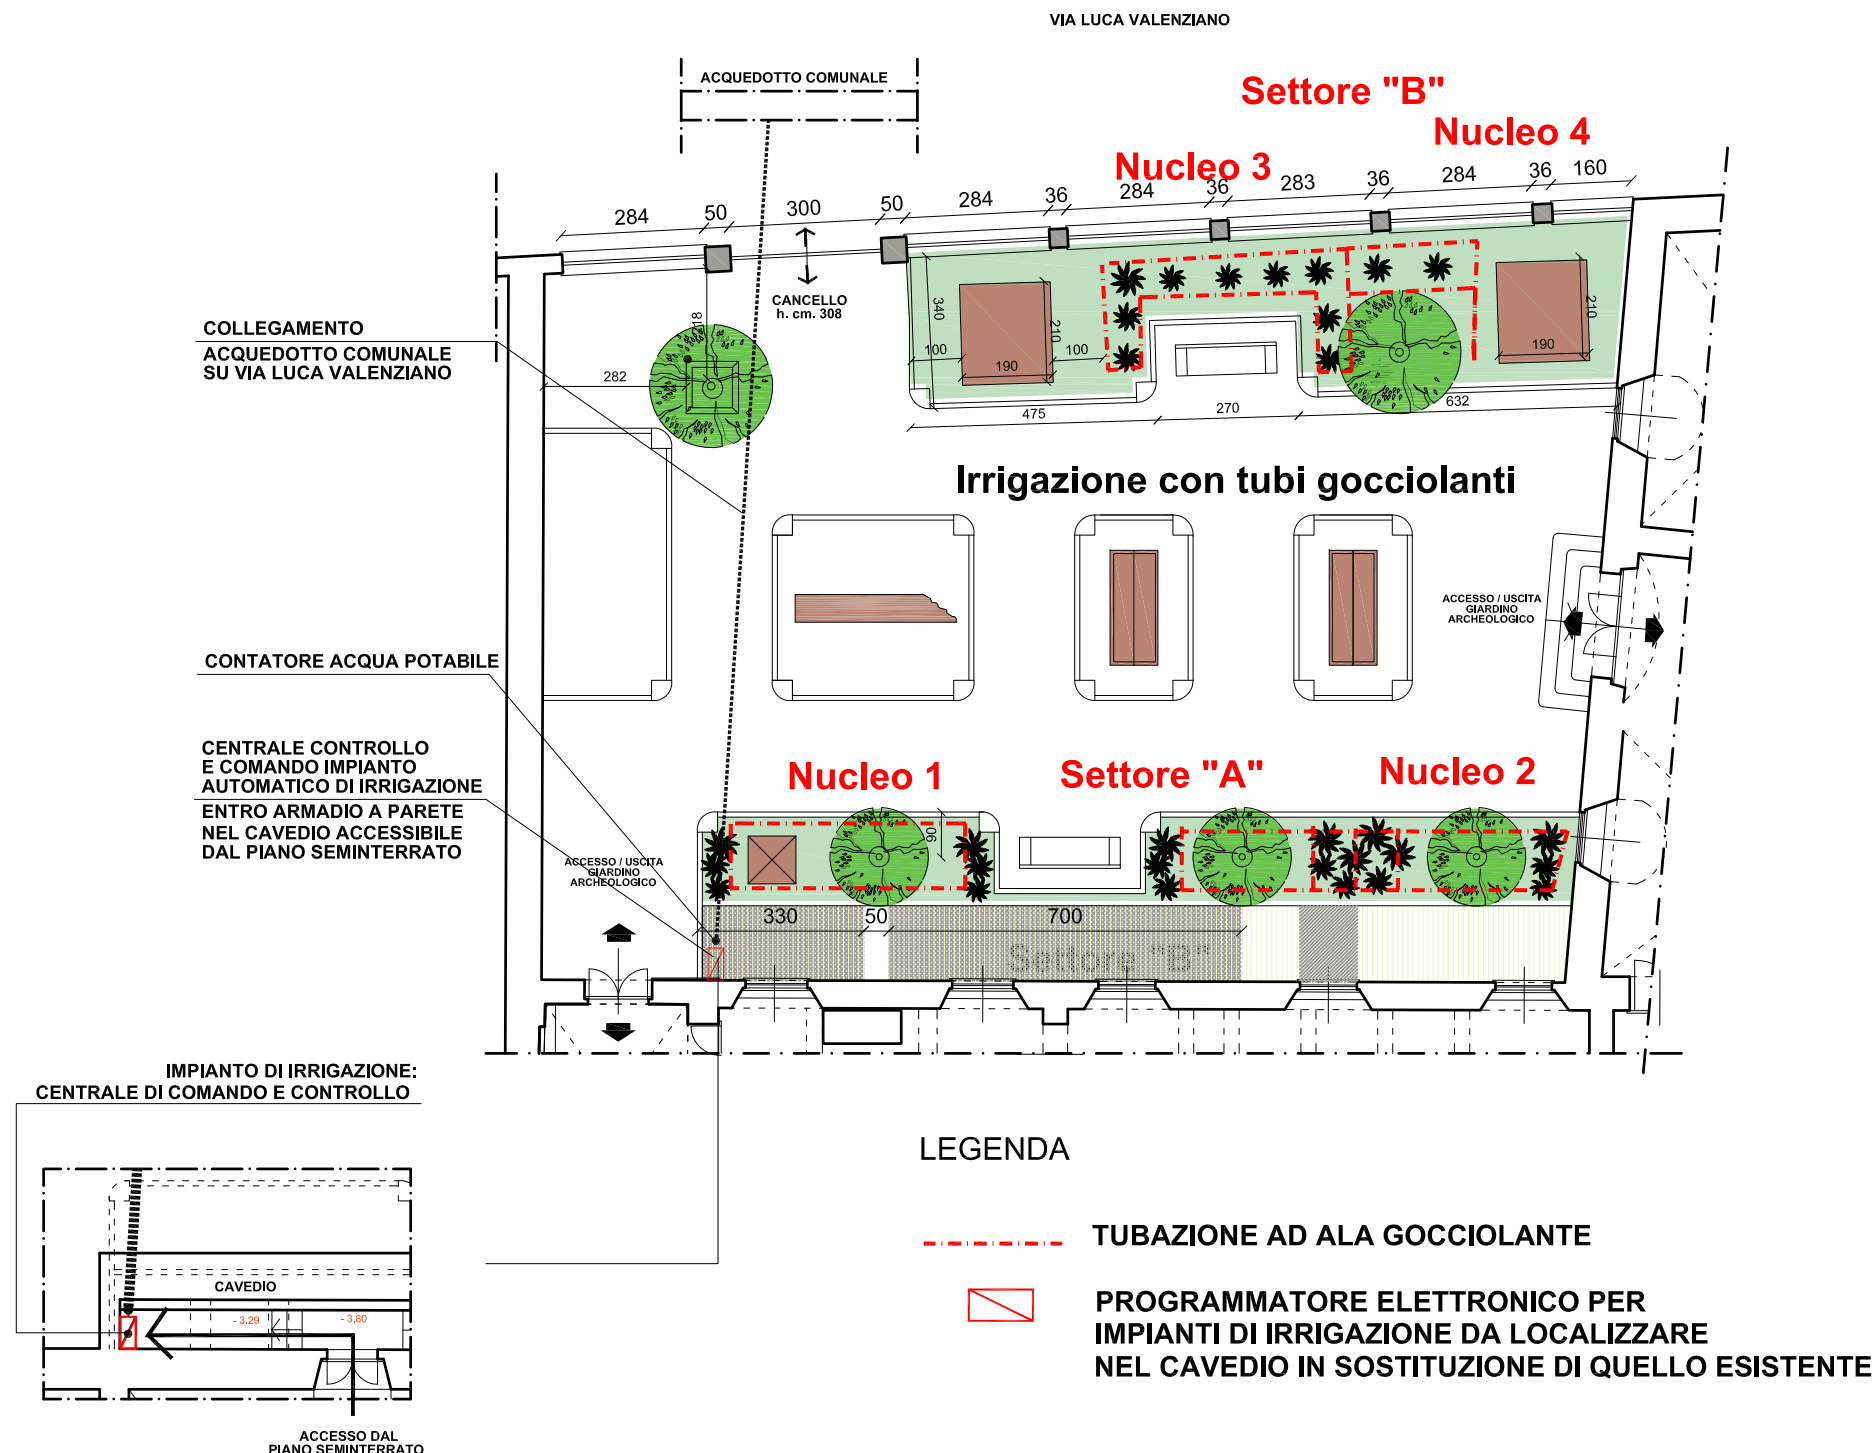 VIA LUCA VALENZIANO
ACQUEDOTTO COMUNALE
Settore "B"
Nucleo 4
Nucleo 3
284
50
300
50
284
36
284
36
283
36
284
36
160
CANCELLO
h. cm. 308
COLLEGAMENTO
ACQUEDOTTO COMUNALE
SU VIA LUCA VALENZIANO
282
218
340
100
190
210
100
190
210
475
270
632
Irrigazione con tubi gocciolanti
ACCESSO / USCITA
GIARDINO
ARCHEOLOGICO
CONTATORE ACQUA POTABILE
CENTRALE CONTROLLO
E COMANDO IMPIANTO
AUTOMATICO DI IRRIGAZIONE
ENTRO ARMADIO A PARETE
NEL CAVEDIO ACCESSIBILE
DAL PIANO SEMINTERRATO
Nucleo 1
Settore "A"
Nucleo 2
90
ACCESSO / USCITA
GIARDINO
ARCHEOLOGICO
330
50
700
Settore "B"
IMPIANTO DI IRRIGAZIONE:
CENTRALE DI COMANDO E CONTROLLO
CAVEDIO
- 3.29
- 3,80
ACCESSO DAL
PIANO SEMINTERRATO
LEGENDA
TUBAZIONE AD ALA GOCCIOLANTE
PROGRAMMATORE ELETTRONICO PER
IMPIANTI DI IRRIGAZIONE DA LOCALIZZARE
NEL CAVEDIO IN SOSTITUZIONE DI QUELLO ESISTENTE